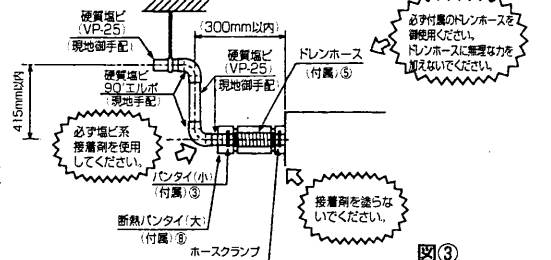 硬質塩ビ
(VP-25)
(現地御手配)
(300mm以内)
硬質塩ビ
(VP-25)
(現地御手配)
ドレンホース
(付属)⑤
必ず付属のドレンホースを
御使用ください。
ドレンホースに無理な力を
加えないでください。
硬質塩ビ
90°エルボ
(現地手配)
415mm以内
必ず塩ビ系
接着剤を使用
してください。
バンタイ(小)
(付属)③
断熱バンタイ(大)
(付属)⑧
ホースクランプ
接着剤を塗らな
いでください。
図③